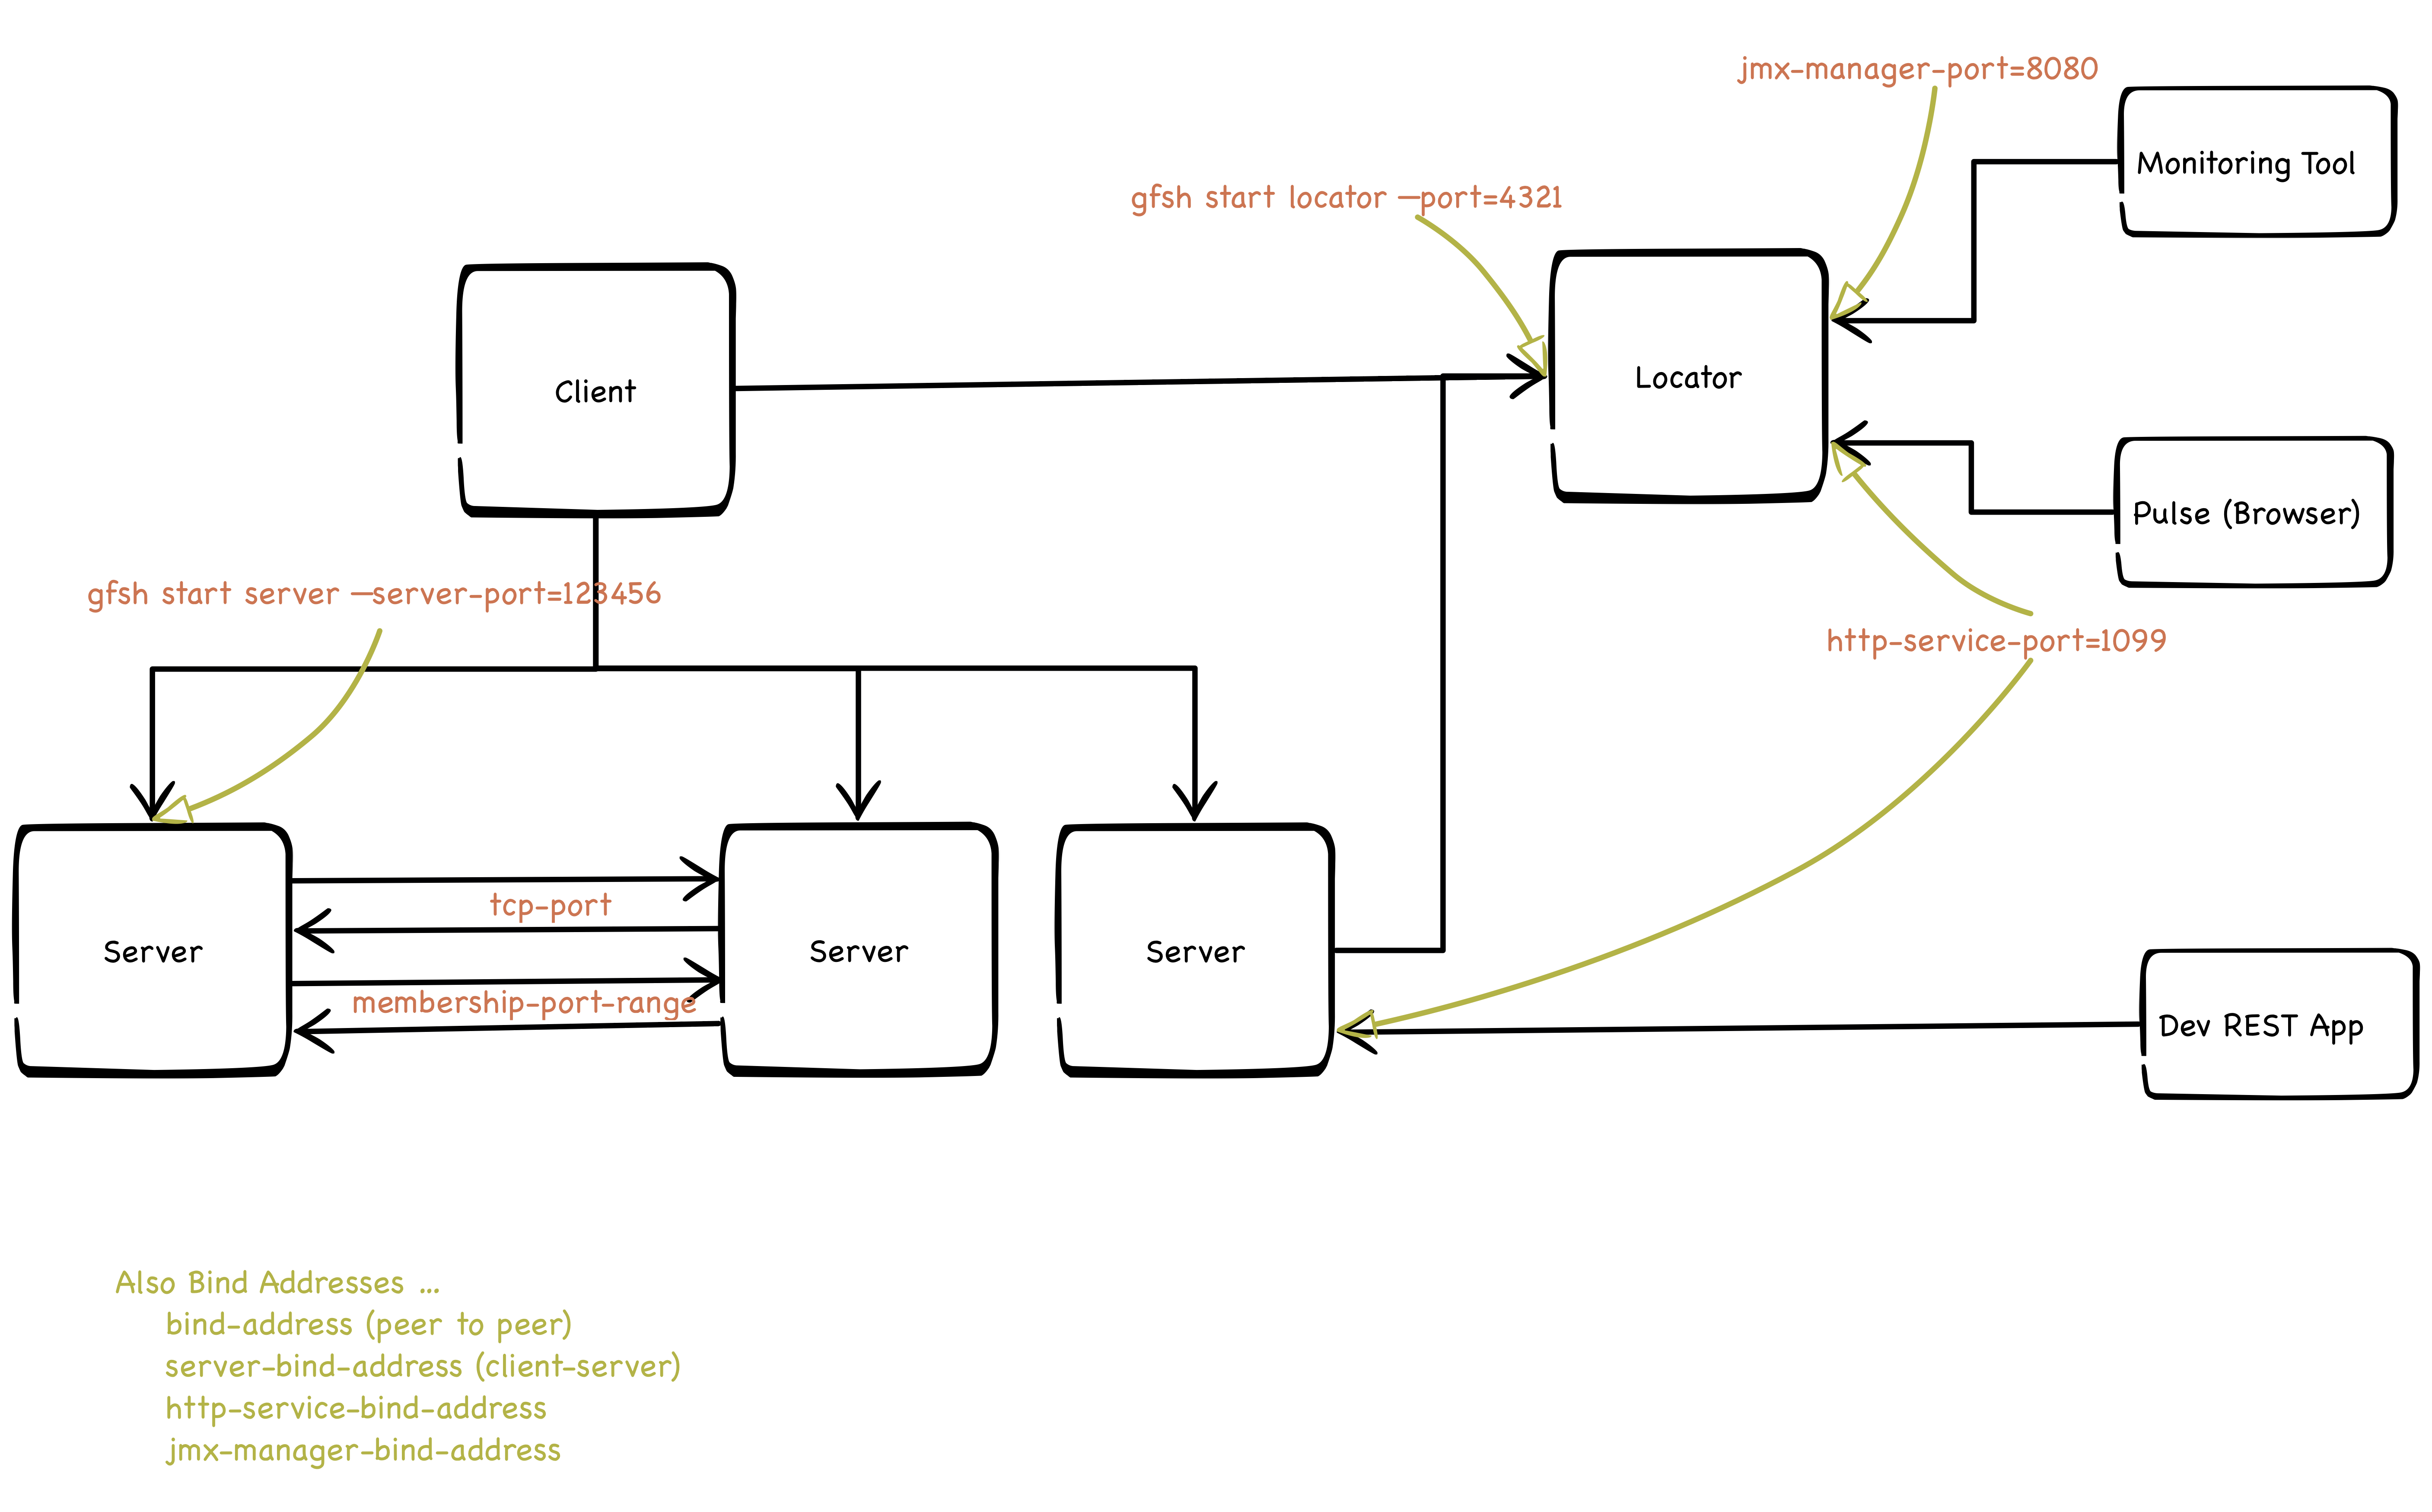 jmx-manager-port=8080
Monitoring Tool
gfsh start locator —port=4321
Client
Locator
Pulse (Browser)
gfsh start server —server-port=123456
http-service-port=1099
tcp-port
Server
Server
Server
membership-port-range
Dev REST App
Also Bind Addresses ...
bind-address (peer to peer)
server-bind-address (client-server)
http-service-bind-address
jmx-manager-bind-address